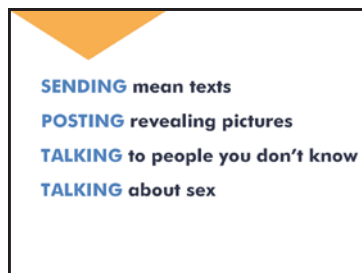 SENDING mean texts
POSTING revealing pictures
TALKING to people you don't know
TALKING about sex